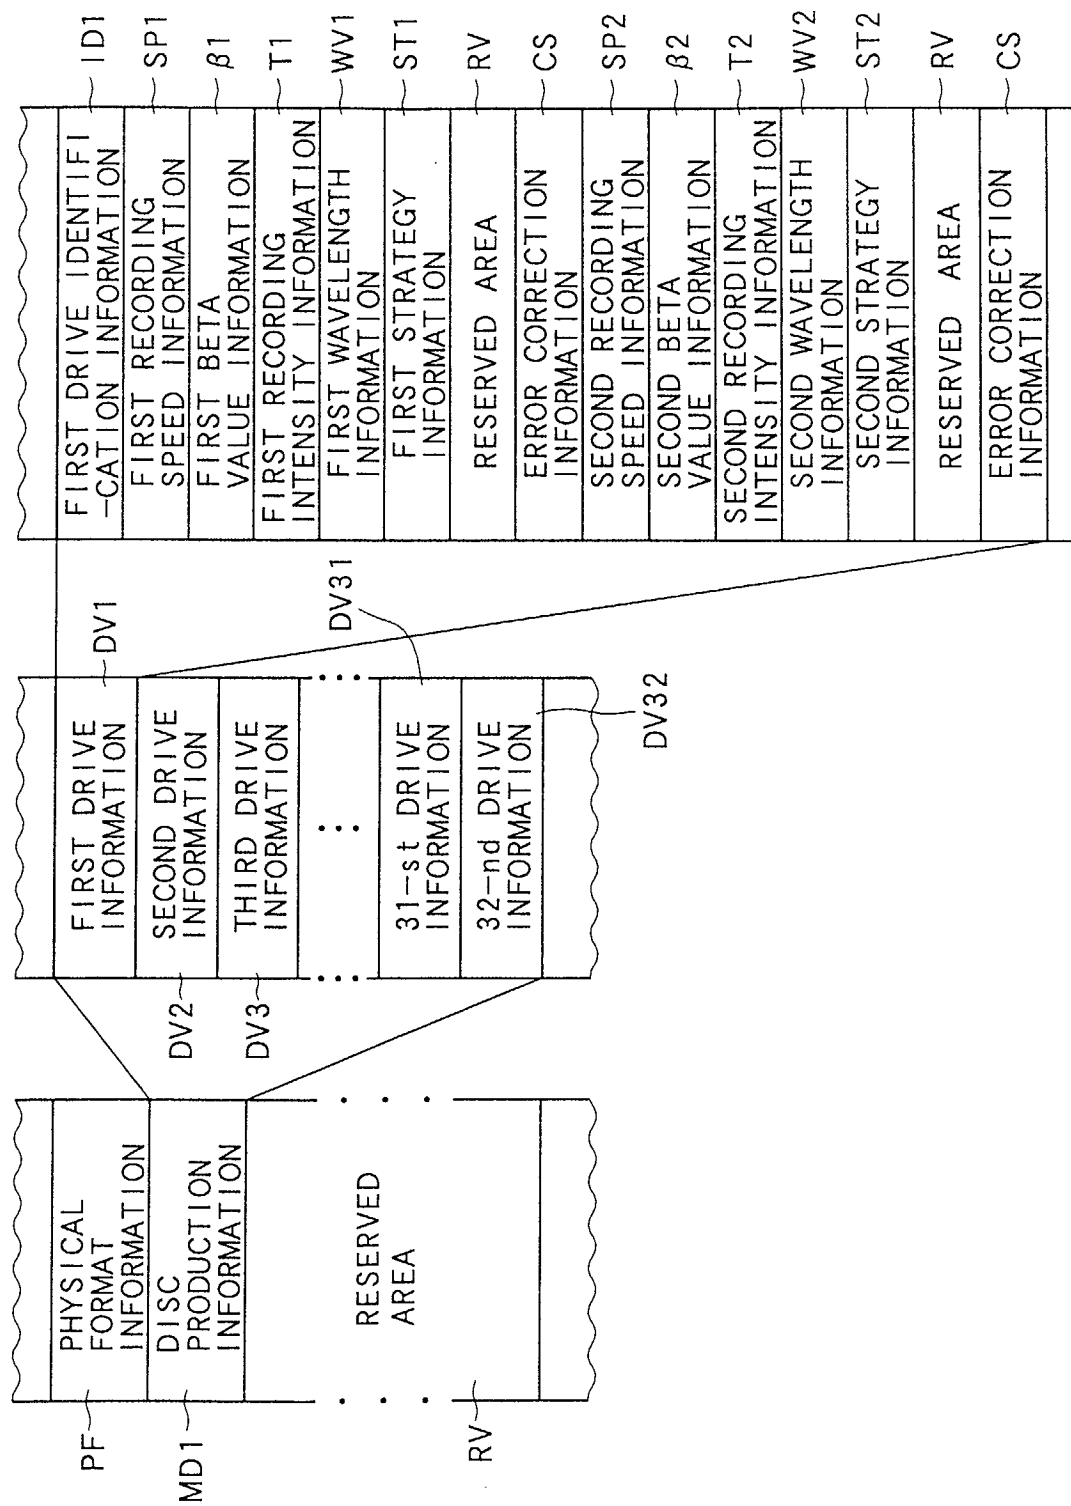 PF
PHYSICAL
FORMAT
INFORMATION
MD1
DISC
PRODUCTION
INFORMATION
RV
RESERVED
AREA
FIRST DRIVE
INFORMATION
DV1
DV2
SECOND DRIVE
INFORMATION
DV3
THIRD DRIVE
INFORMATION
31-st DRIVE
INFORMATION
DV31
32-nd DRIVE
INFORMATION
DV32
FIRST DRIVE IDENTIFI
-CATION INFORMATION
ID1
FIRST RECORDING
SPEED INFORMATION
SP1
FIRST BETA
VALUE INFORMATION
β1
FIRST RECORDING
INTENSITY INFORMATION
T1
FIRST WAVELENGTH
INFORMATION
WV1
FIRST STRATEGY
INFORMATION
ST1
RESERVED AREA
RV
ERROR CORRECTION
INFORMATION
CS
SECOND RECORDING
SPEED INFORMATION
SP2
SECOND BETA
VALUE INFORMATION
β2
SECOND RECORDING
INTENSITY INFORMATION
T2
SECOND WAVELENGTH
INFORMATION
WV2
SECOND STRATEGY
INFORMATION
ST2
RESERVED AREA
RV
ERROR CORRECTION
INFORMATION
CS